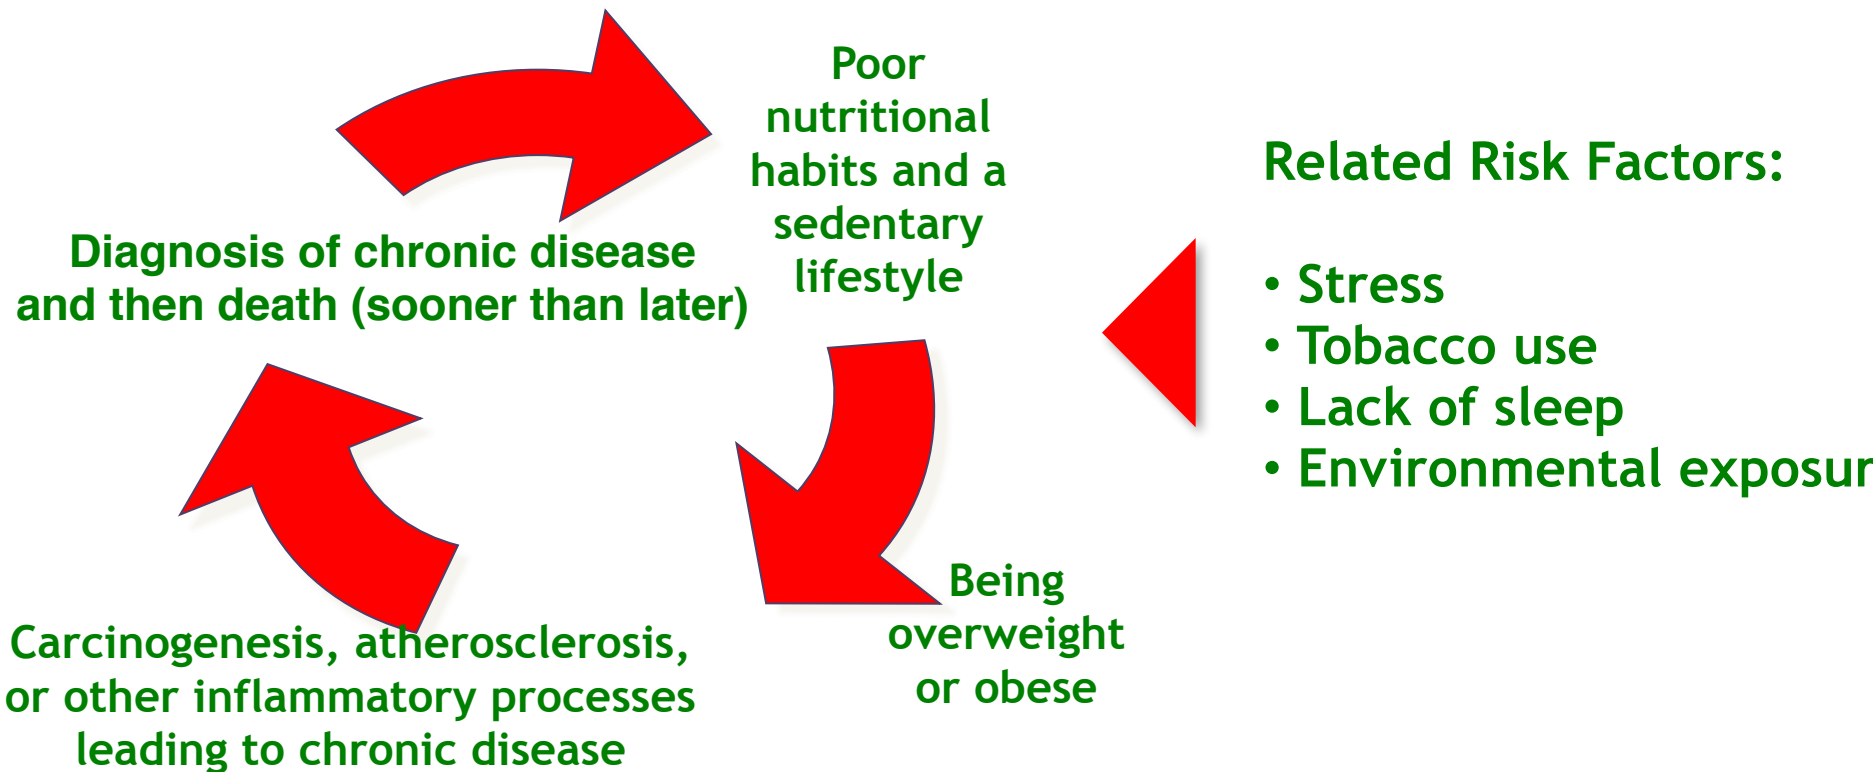 Poor
nutritional
habits and a
sedentary
lifestyle
Diagnosis of chronic disease
and then death (sooner than later)
Being
overweight
or obese
Carcinogenesis, atherosclerosis,
or other inflammatory processes
leading to chronic disease
Related Risk Factors:
• Stress
• Tobacco use
• Lack of sleep
• Environmental exposur